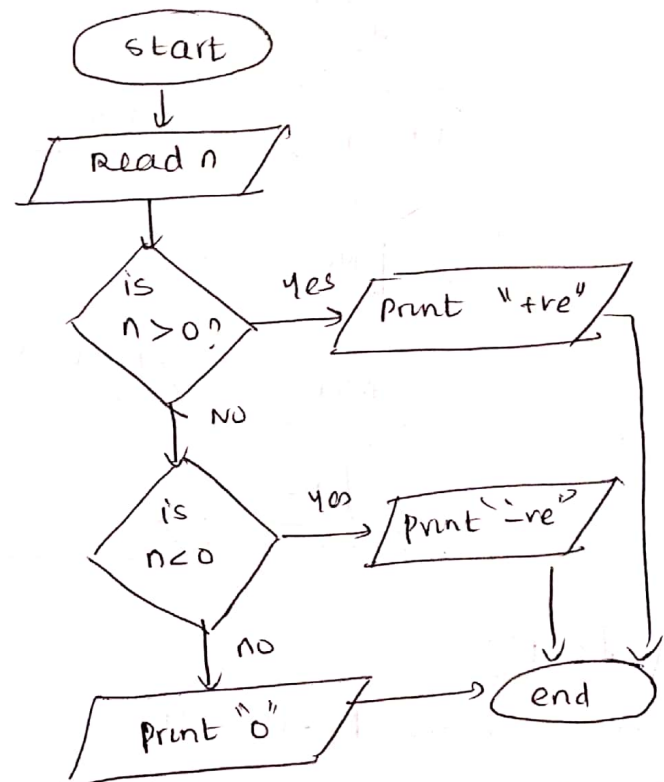 start
Read n
is
n > 0?
yes
Print "+ve"
NO
is
n < 0
yes
print "-ve"
no
print "0"
end